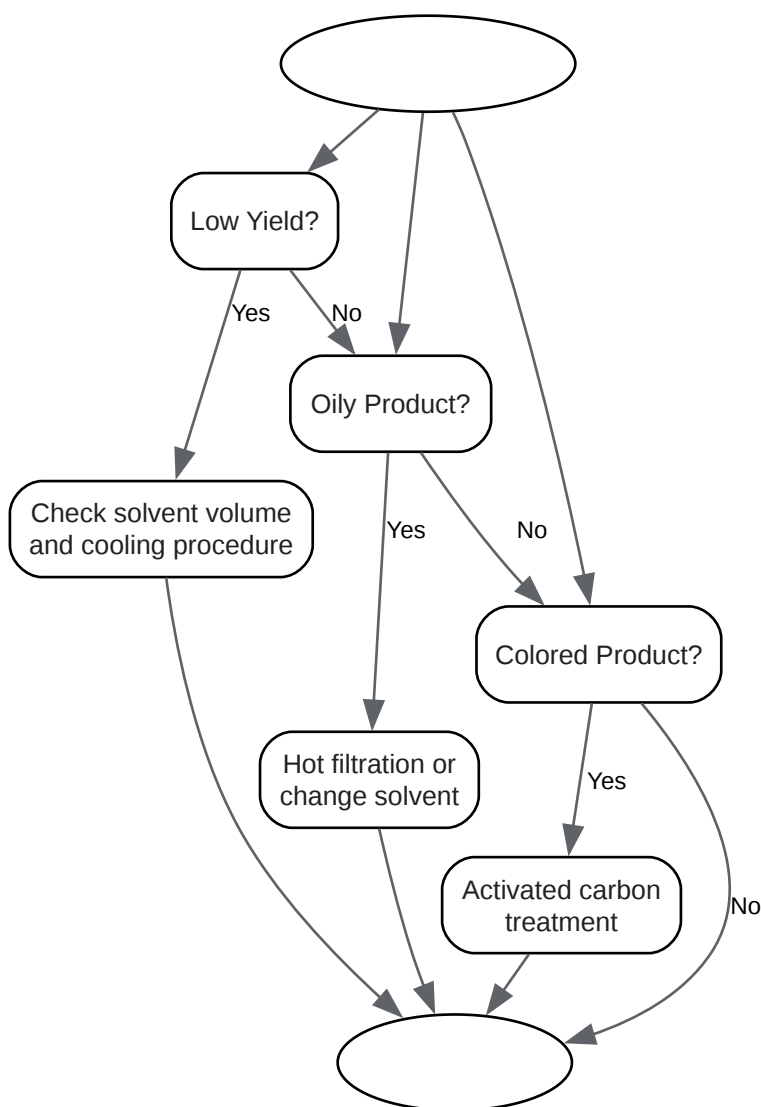 Low Yield?
Yes
No
Oily Product?
Check solvent volume
and cooling procedure
Yes
No
Colored Product?
Hot filtration or
change solvent
Yes
Activated carbon
treatment
No